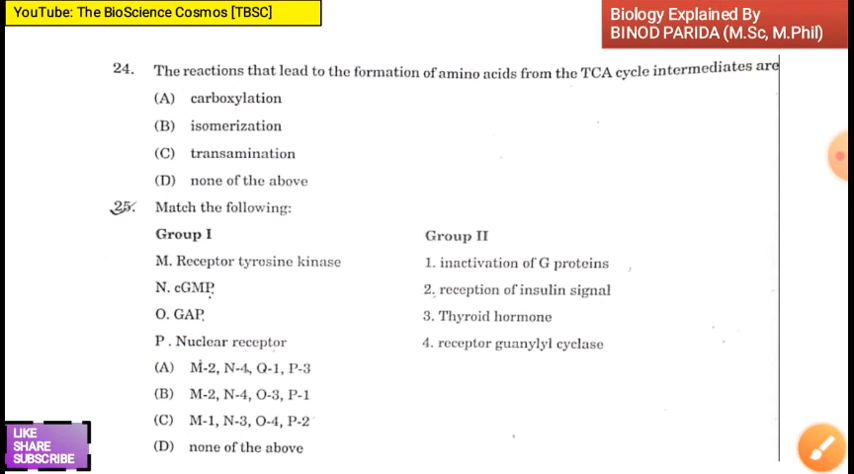 YouTube: The BioScience Cosmos [TBSC]
Biology Explained By
BINOD PARIDA (M.Sc, M.Phil)
24. The reactions that lead to the formation of amino acids from the TCA cycle intermediates are
(A) carboxylation
(B) isomerization
(C) transamination
(D) none of the above
25. Match the following:
Group I Group II
M. Receptor tyrosine kinase 1. inactivation of G proteins
N. cGMP 2. reception of insulin signal
O. GAP 3. Thyroid hormone
P . Nuclear receptor 4. receptor guanylyl cyclase
(A) M-2, N-4, O-1, P-3
(B) M-2, N-4, O-3, P-1
(C) M-1, N-3, O-4, P-2
(D) none of the above
LIKE
SHARE
SUBSCRIBE